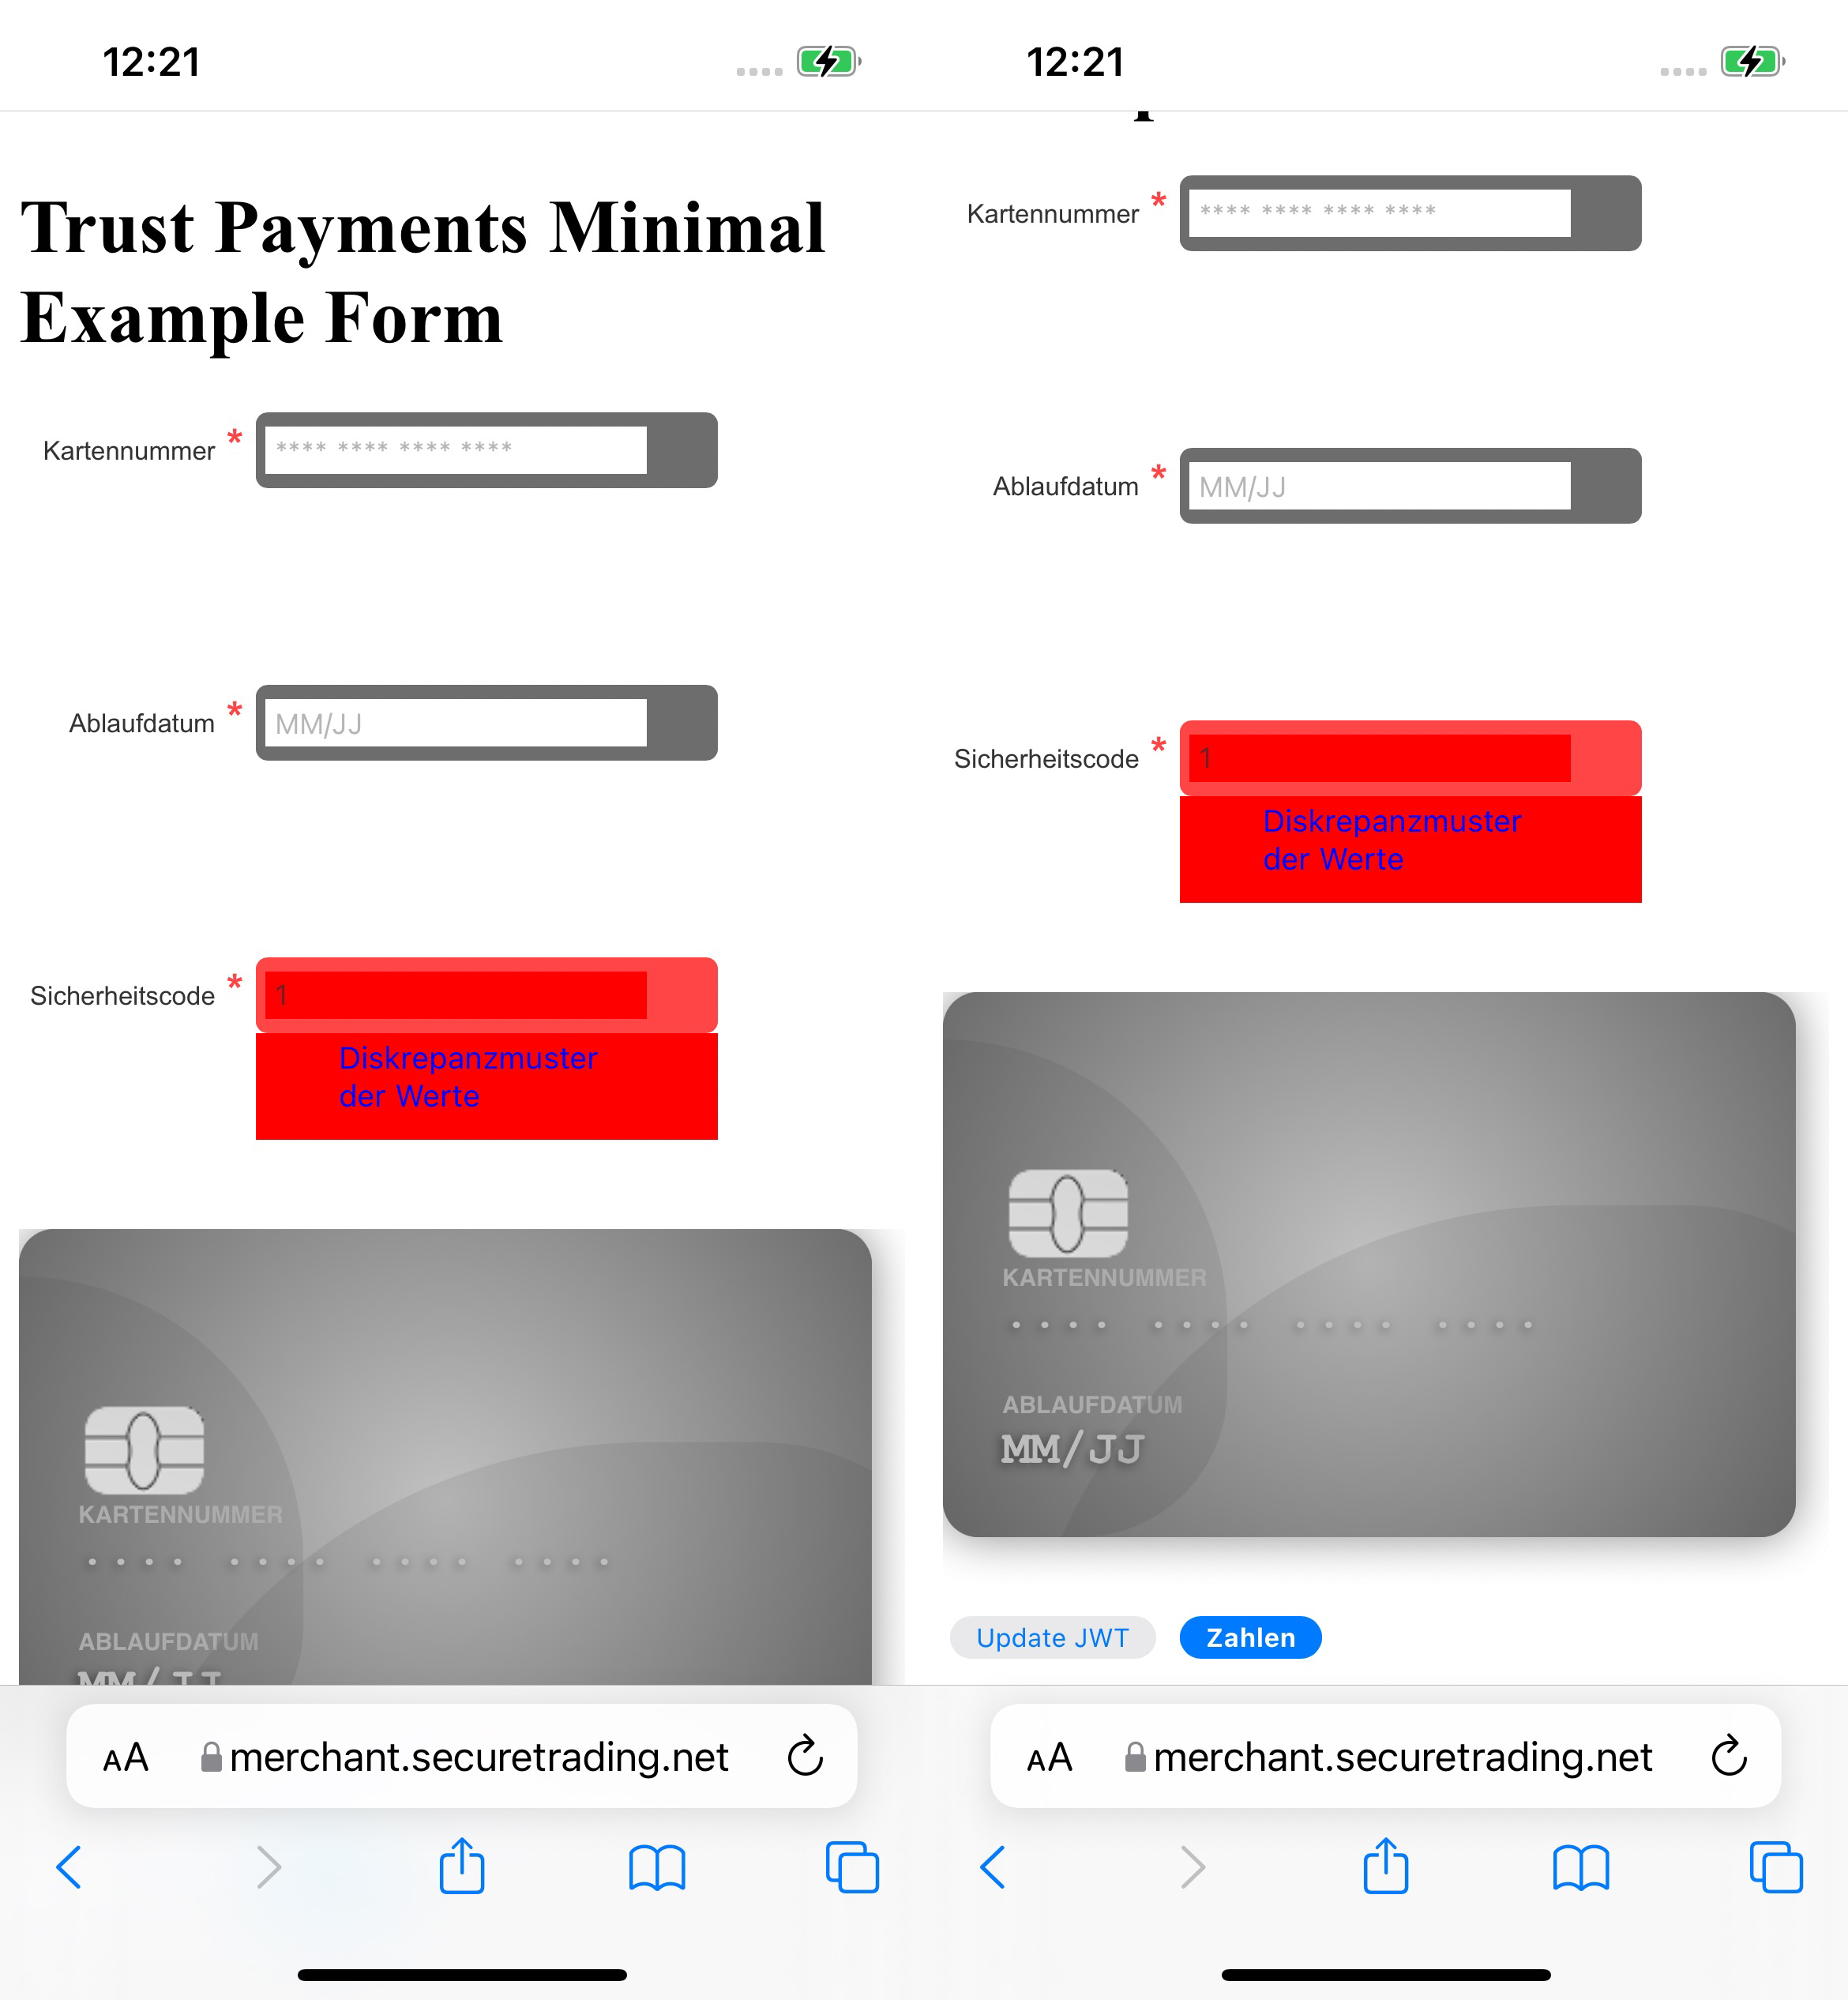 12:21
Trust Payments Minimal
Example Form
Kartennummer * **** **** **** ****
Ablaufdatum * MM/JJ
Sicherheitscode * 1
Diskrepanzmuster
der Werte
KARTENNUMMER
•••• •••• •••• ••••
ABLAUFDATUM
MM/JJ
AA merchant.securetrading.net
12:21
Kartennummer * **** **** **** ****
Ablaufdatum * MM/JJ
Sicherheitscode * 1
Diskrepanzmuster
der Werte
KARTENNUMMER
•••• •••• •••• ••••
ABLAUFDATUM
MM/JJ
Update JWT Zahlen
AA merchant.securetrading.net